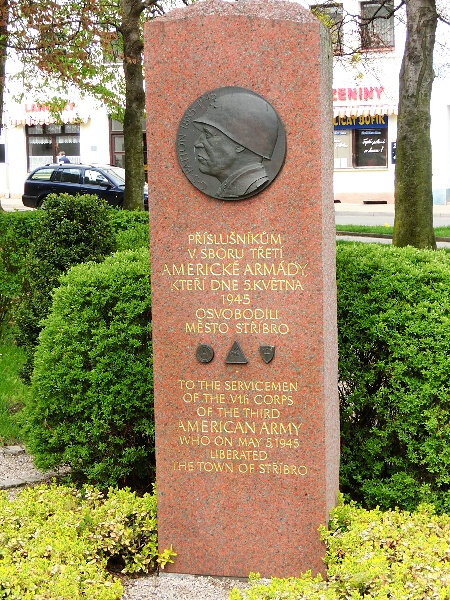 PŘÍSLUŠNÍKŮM
V. SBORU TŘETÍ
AMERICKÉ ARMÁDY,
KTEŘÍ DNE 5. KVĚTNA
1945
OSVOBODILI
MĚSTO STŘÍBRO
TO THE SERVICEMEN
OF THE Vth CORPS
OF THE THIRD
AMERICAN ARMY
WHO ON MAY 5. 1945
LIBERATED
THE TOWN OF STŘÍBRO